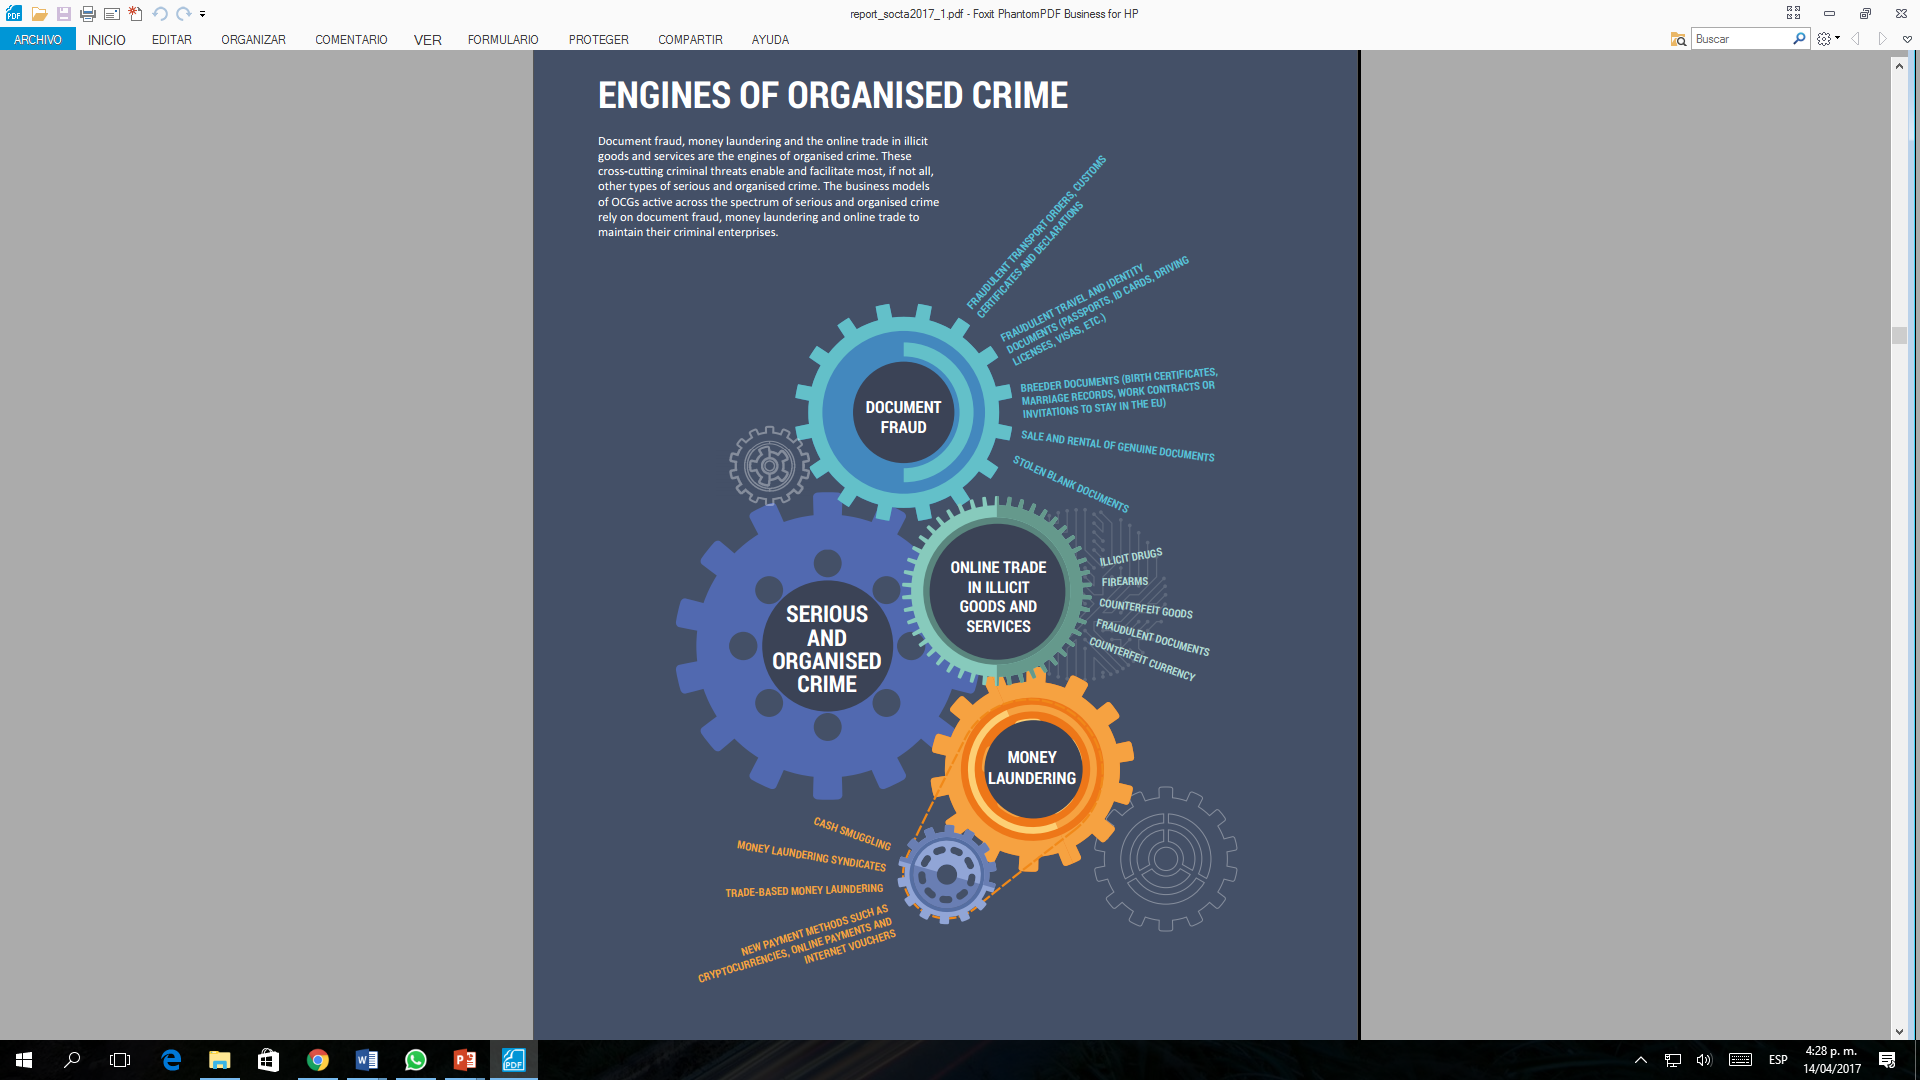 report_socta2017_1.pdf - Foxit PhantomPDF Business for HP
ARCHIVO INICIO EDITAR ORGANIZAR COMENTARIO VER FORMULARIO PROTEGER COMPARTIR AYUDA
Buscar
ENGINES OF ORGANISED CRIME
Document fraud, money laundering and the online trade in illicit
goods and services are the engines of organised crime. These
cross-cutting criminal threats enable and facilitate most, if not all,
other types of serious and organised crime. The business models
of OCGs active across the spectrum of serious and organised crime
rely on document fraud, money laundering and online trade to
maintain their criminal enterprises.
FRAUDULENT TRANSPORT ORDERS, CUSTOMS
CERTIFICATES AND DECLARATIONS
FRAUDULENT TRAVEL AND IDENTITY
DOCUMENTS (PASSPORTS, ID CARDS, DRIVING
LICENSES, VISAS, ETC.)
BREEDER DOCUMENTS (BIRTH CERTIFICATES,
MARRIAGE RECORDS, WORK CONTRACTS OR
INVITATIONS TO STAY IN THE EU)
SALE AND RENTAL OF GENUINE DOCUMENTS
STOLEN BLANK DOCUMENTS
DOCUMENT
FRAUD
ONLINE TRADE
IN ILLICIT
GOODS AND
SERVICES
ILLICIT DRUGS
FIREARMS
COUNTERFEIT GOODS
FRAUDULENT DOCUMENTS
COUNTERFEIT CURRENCY
SERIOUS
AND
ORGANISED
CRIME
MONEY
LAUNDERING
CASH SMUGGLING
MONEY LAUNDERING SYNDICATES
TRADE-BASED MONEY LAUNDERING
NEW PAYMENT METHODS SUCH AS
CRYPTOCURRENCIES, ONLINE PAYMENTS AND
INTERNET VOUCHERS
ESP
4:28 p. m.
14/04/2017